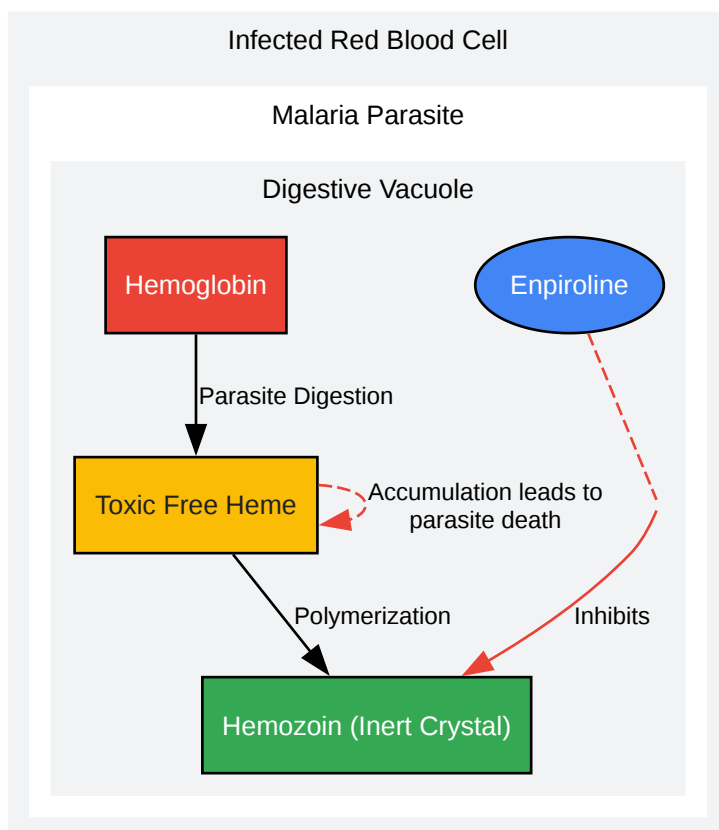 Infected Red Blood Cell
Malaria Parasite
Digestive Vacuole
Hemoglobin
Enpiroline
Parasite Digestion
Toxic Free Heme
Accumulation leads to
parasite death
Polymerization
Inhibits
Hemozoin (Inert Crystal)